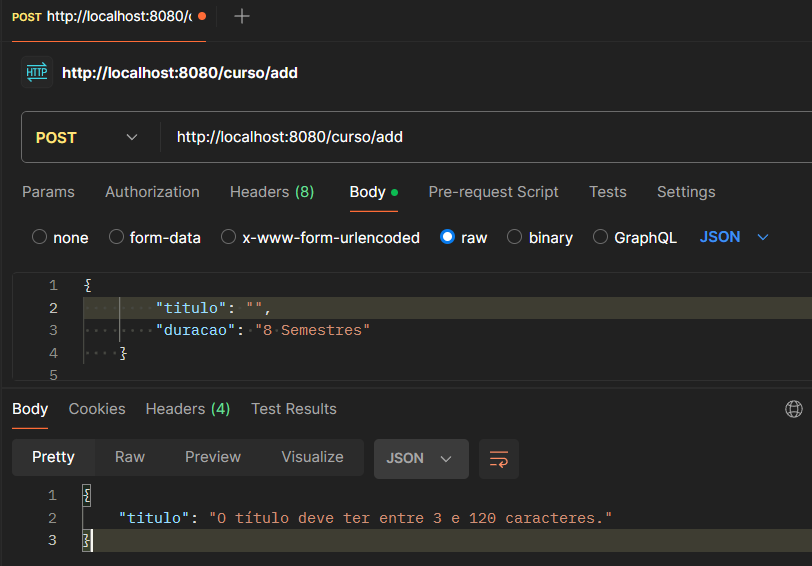 POST http://localhost:8080/c
HTTP http://localhost:8080/curso/add
POST http://localhost:8080/curso/add
Params Authorization Headers (8) Body Pre-request Script Tests Settings
none form-data x-www-form-urlencoded raw binary GraphQL JSON
1 {
2 "titulo": "",
3 "duracao": "8 Semestres"
4 }
5
Body Cookies Headers (4) Test Results
Pretty Raw Preview Visualize JSON
1 {
2 "titulo": "O título deve ter entre 3 e 120 caracteres."
3 }